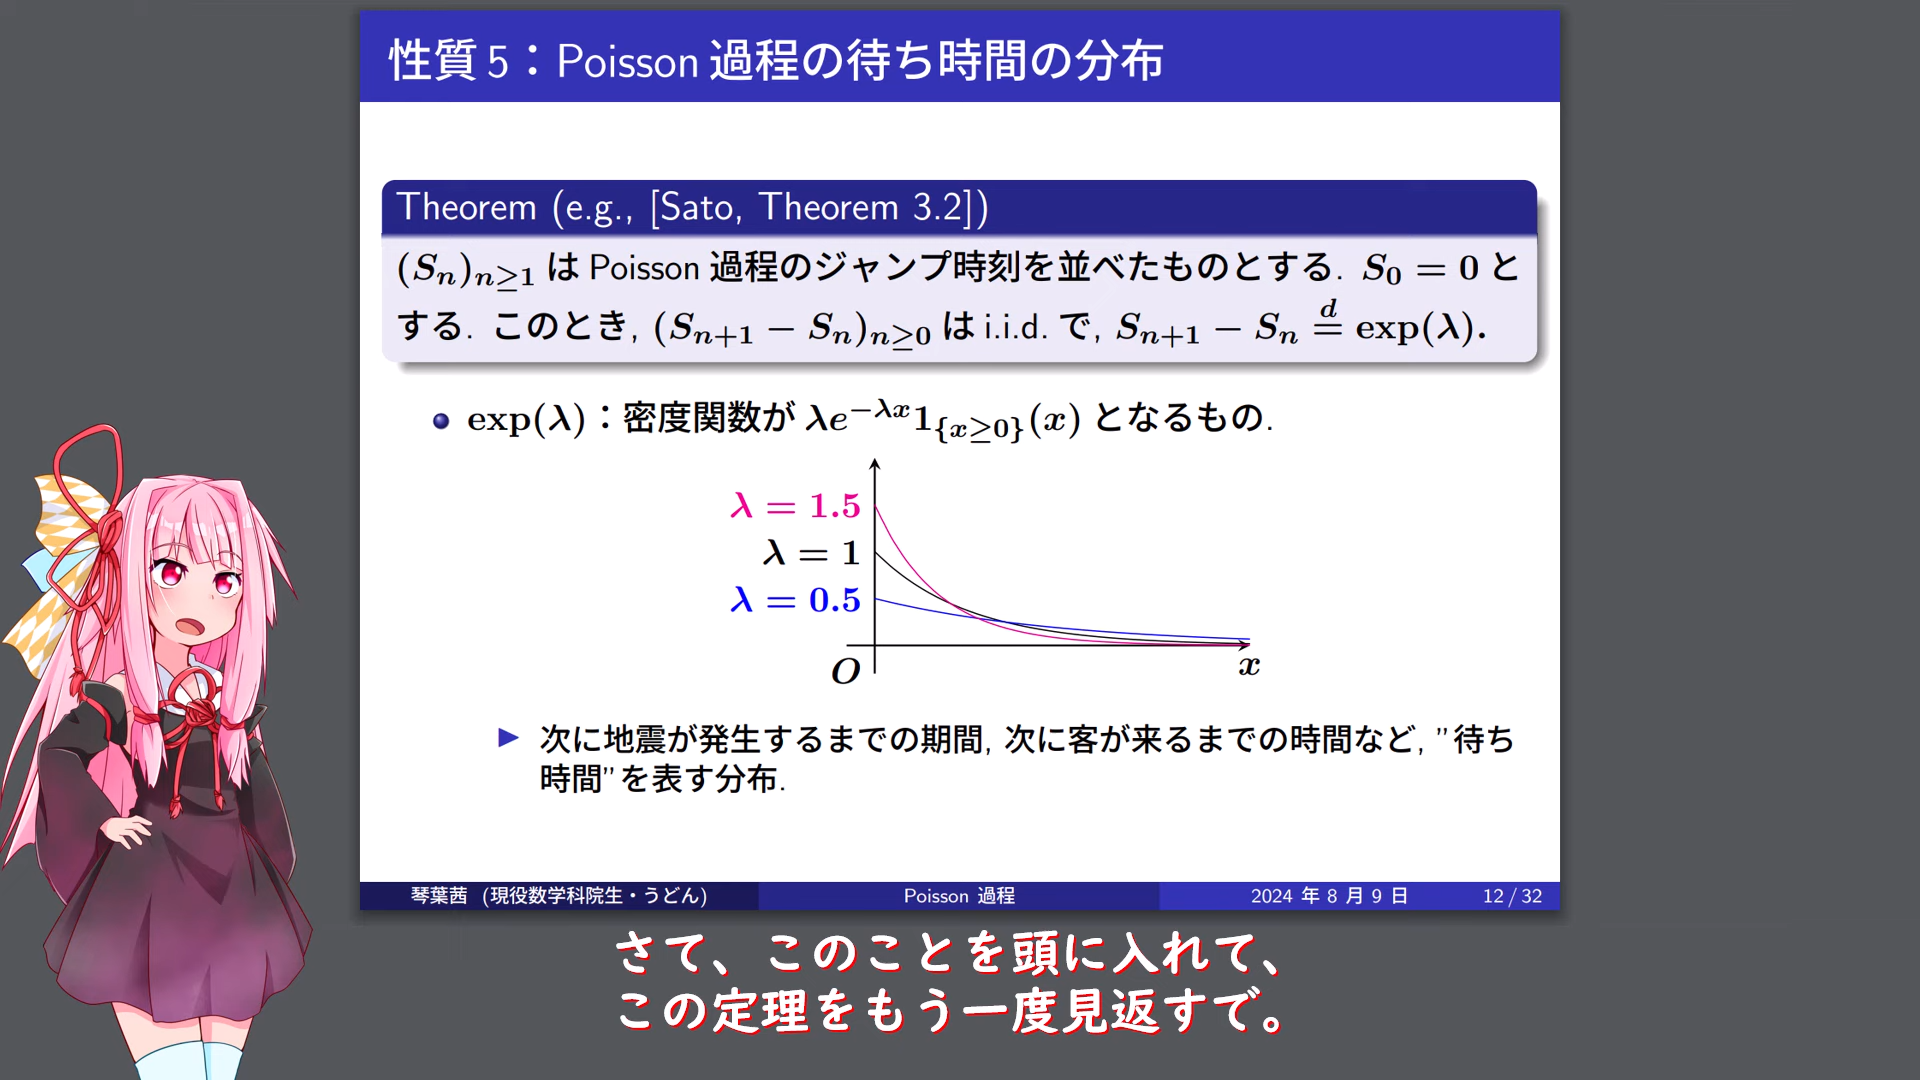 性質 5：Poisson 過程の待ち時間の分布
Theorem (e.g., [Sato, Theorem 3.2])
(Sₙ)ₙ≥₁ は Poisson 過程のジャンプ時刻を並べたものとする. S₀ = 0 と
する. このとき, (Sₙ₊₁ − Sₙ)ₙ≥₀ は i.i.d. で, Sₙ₊₁ − Sₙ =ᵈ exp(λ).
exp(λ)：密度関数が λe^{−λx}1_{{x≥0}}(x) となるもの.
λ = 1.5
λ = 1
λ = 0.5
O
x
次に地震が発生するまでの期間, 次に客が来るまでの時間など, ”待ち
時間”を表す分布.
琴葉茜 (現役数学科院生・うどん) Poisson 過程 2024 年 8 月 9 日 12 / 32
さて、このことを頭に入れて、
この定理をもう一度見返すで。